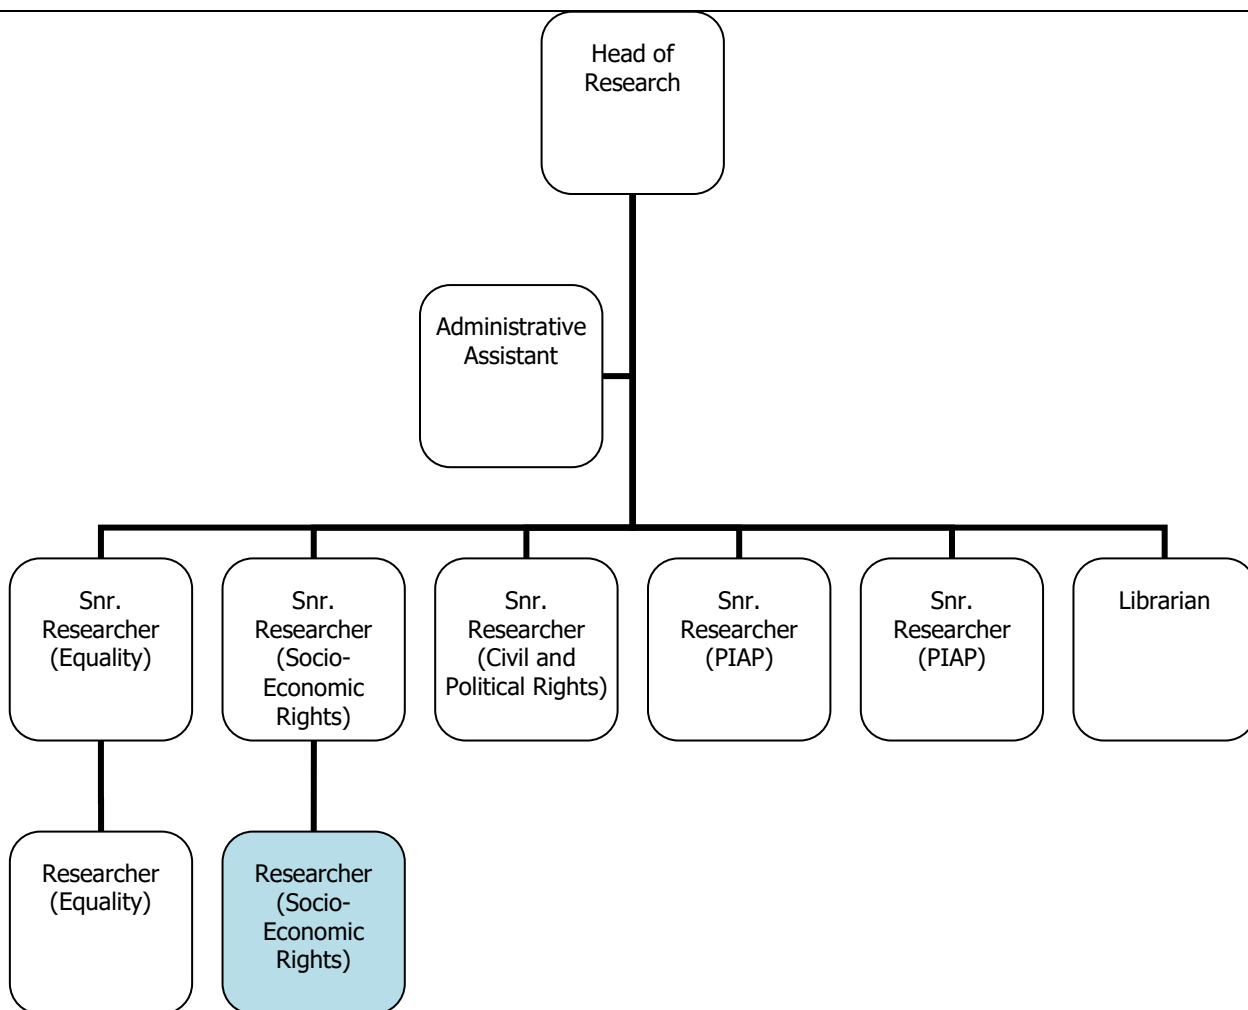 Head of
Research
Administrative
Assistant
Snr.
Researcher
(Equality)
Snr.
Researcher
(Socio-
Economic
Rights)
Snr.
Researcher
(Civil and
Political Rights)
Snr.
Researcher
(PIAP)
Snr.
Researcher
(PIAP)
Librarian
Researcher
(Equality)
Researcher
(Socio-
Economic
Rights)